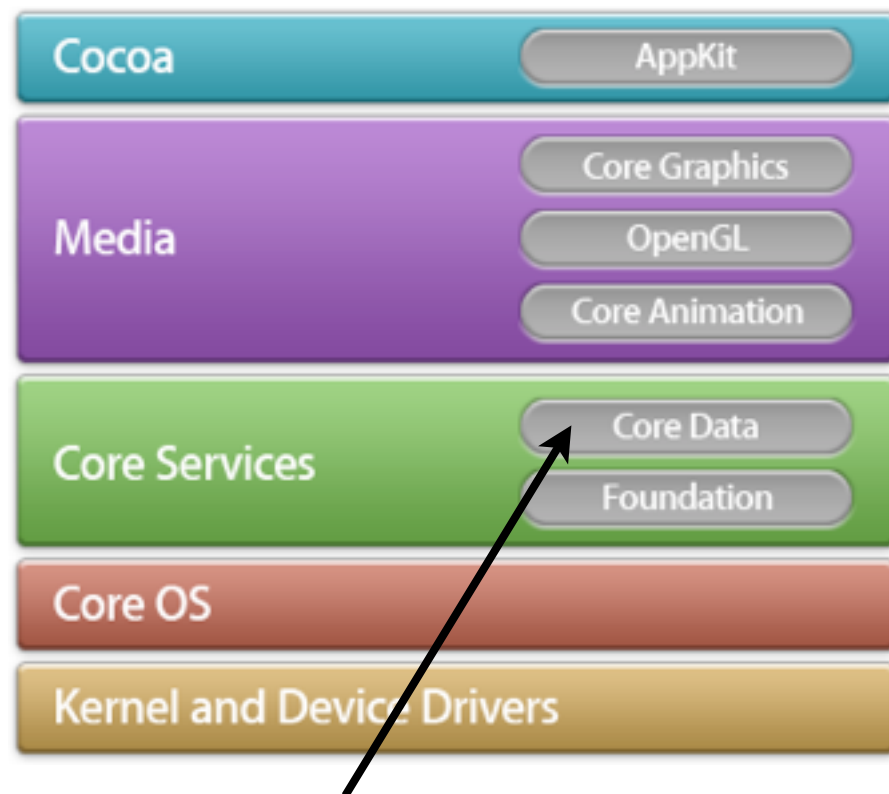 Cocoa
AppKit
Media
Core Graphics
OpenGL
Core Animation
Core Services
Core Data
Foundation
Core OS
Kernel and Device Drivers